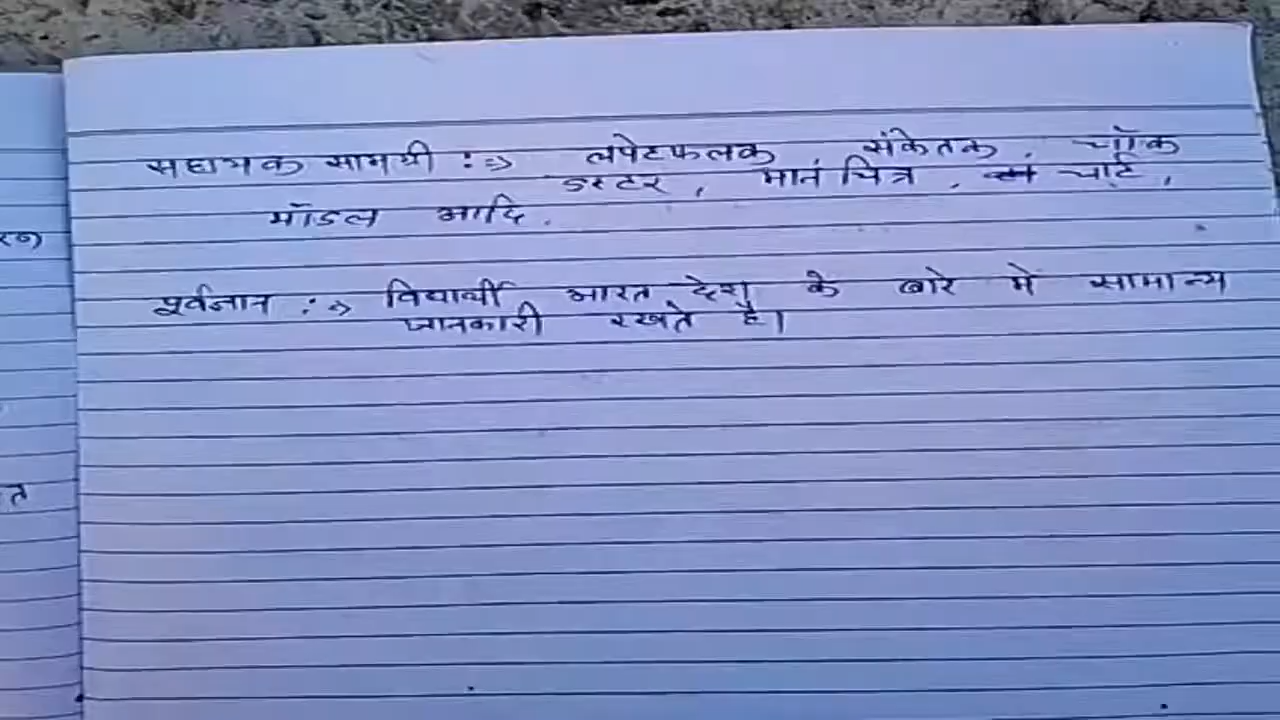 सहायक सामग्री :⇒ लपेटफलक संकेतक, चॉक
डस्टर, मानचित्र, चार्ट,
मॉडल आदि.
पूर्वज्ञान :⇒ विद्यार्थी भारत देश के बारे में सामान्य
जानकारी रखते है।